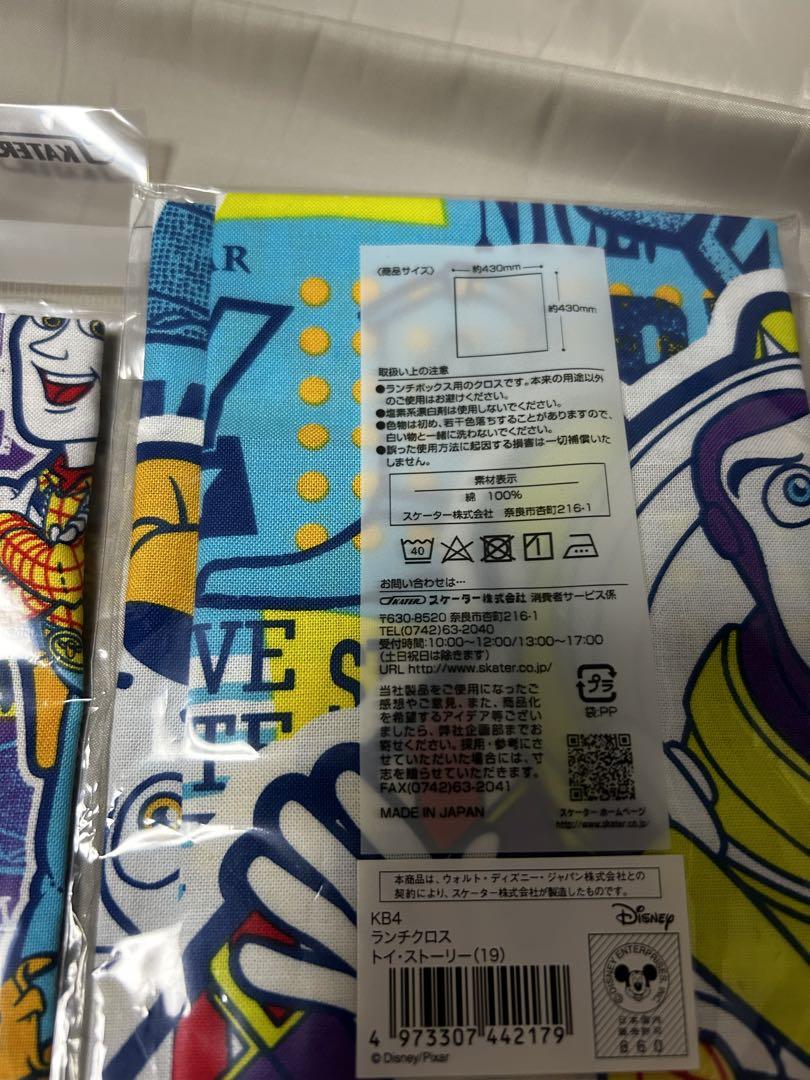 SKATER
AR
NICE
〈商品サイズ〉
約430mm
約430mm
取扱い上の注意
●ランチボックス用のクロスです。本来の用途以外
のご使用はお避けください。
●塩素系漂白剤は使用しないでください。
●色物は初め、若干色落ちすることがありますので、
白い物と一緒に洗わないでください。
●誤った使用方法に起因する損害は一切補償いた
しません。
素材表示
綿 100%
スケーター株式会社 奈良市杏町216-1
40
お問い合わせは…
SKATER スケーター株式会社 消費者サービス係
〒630-8520 奈良市杏町216-1
TEL(0742)63-2040
受付時間:10:00~12:00/13:00~17:00
(土日祝日は除きます)
URL http://www.skater.co.jp/
プラ
袋:PP
当社製品をご使用になったご
感想やご意見、また、商品化
を希望するアイデア等ござい
ましたら、弊社企画部までお
寄せください。採用・参考にさ
せていただいた場合には、寸
志を贈らせていただきます。
FAX(0742)63-2041
MADE IN JAPAN
スケーター ホームページ
http://www.skater.co.jp/
VE
本商品は、ウォルト・ディズニー・ジャパン株式会社との
契約により、スケーター株式会社が製造したものです。
KB4
ランチクロス
トイ・ストーリー(19)
Disney
©DISNEY ENTERPRISES, INC.
日本国内
販売許可
860
4 973307 442179
©Disney/Pixar